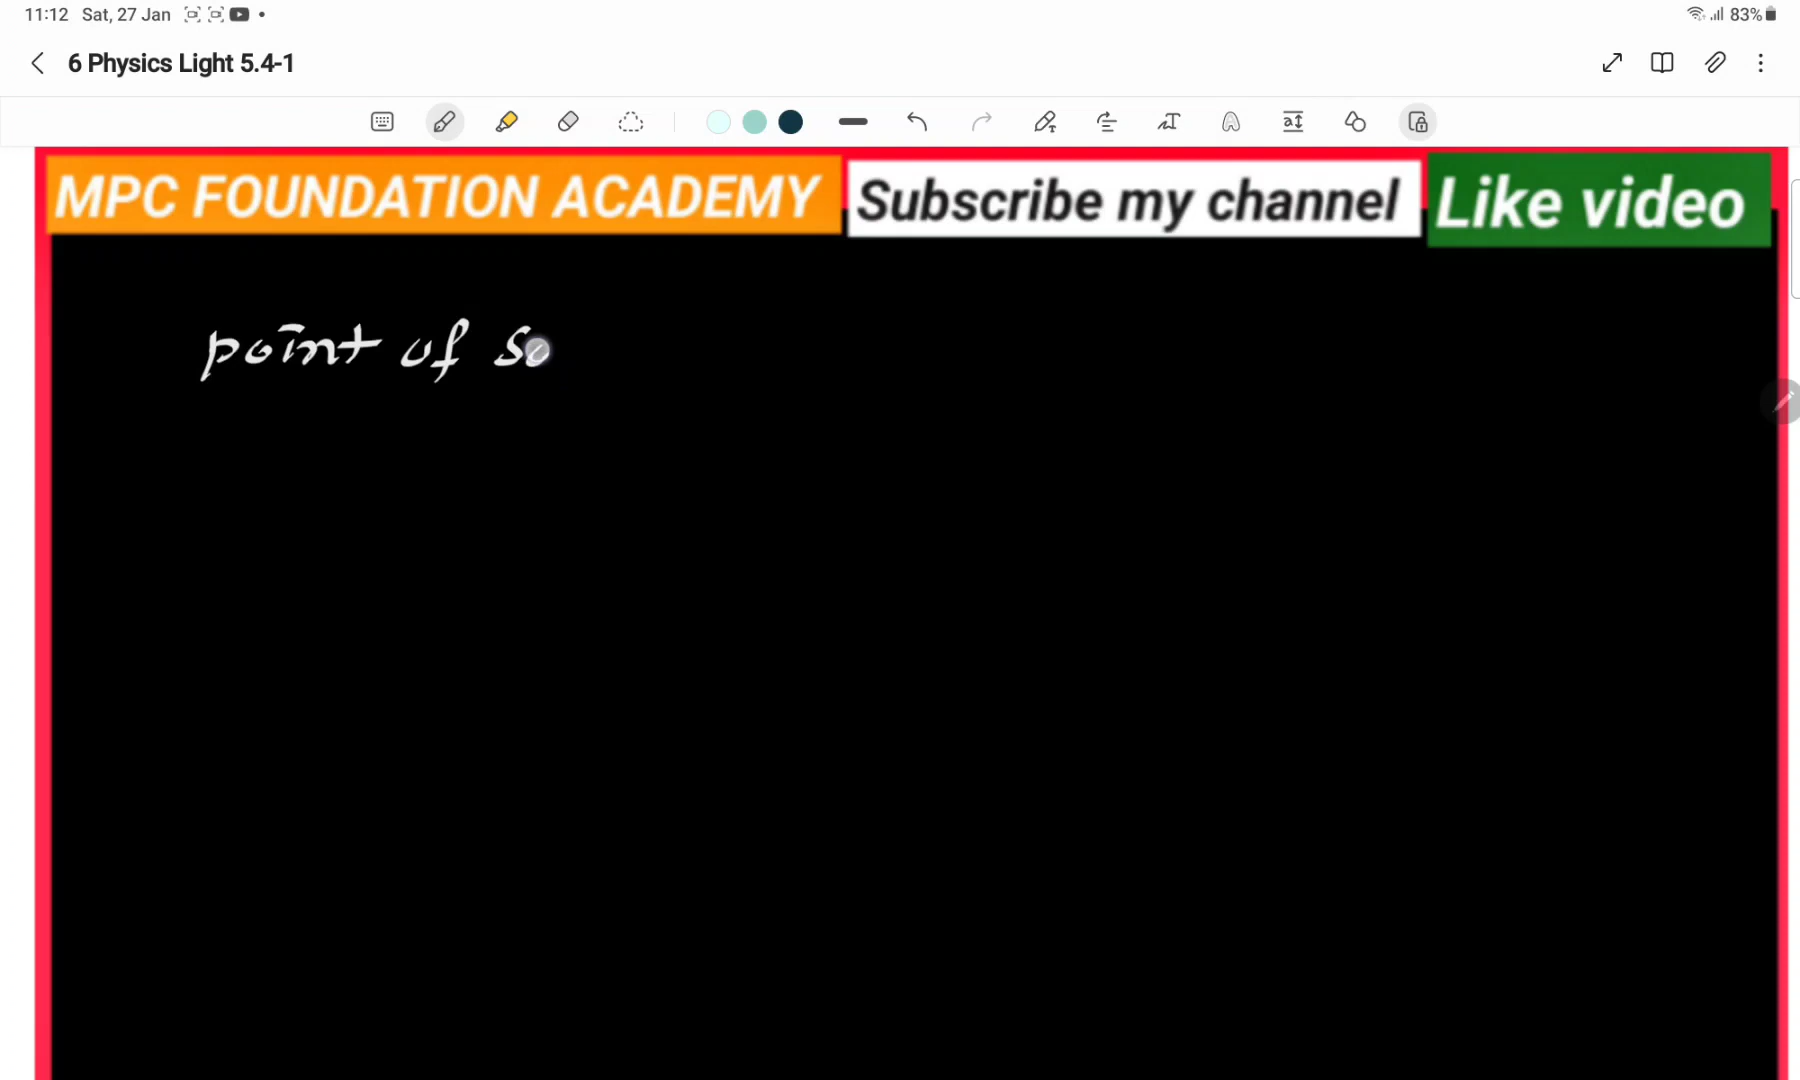 11:12 Sat, 27 Jan 83%
6 Physics Light 5.4-1
MPC FOUNDATION ACADEMY Subscribe my channel Like video
point of so